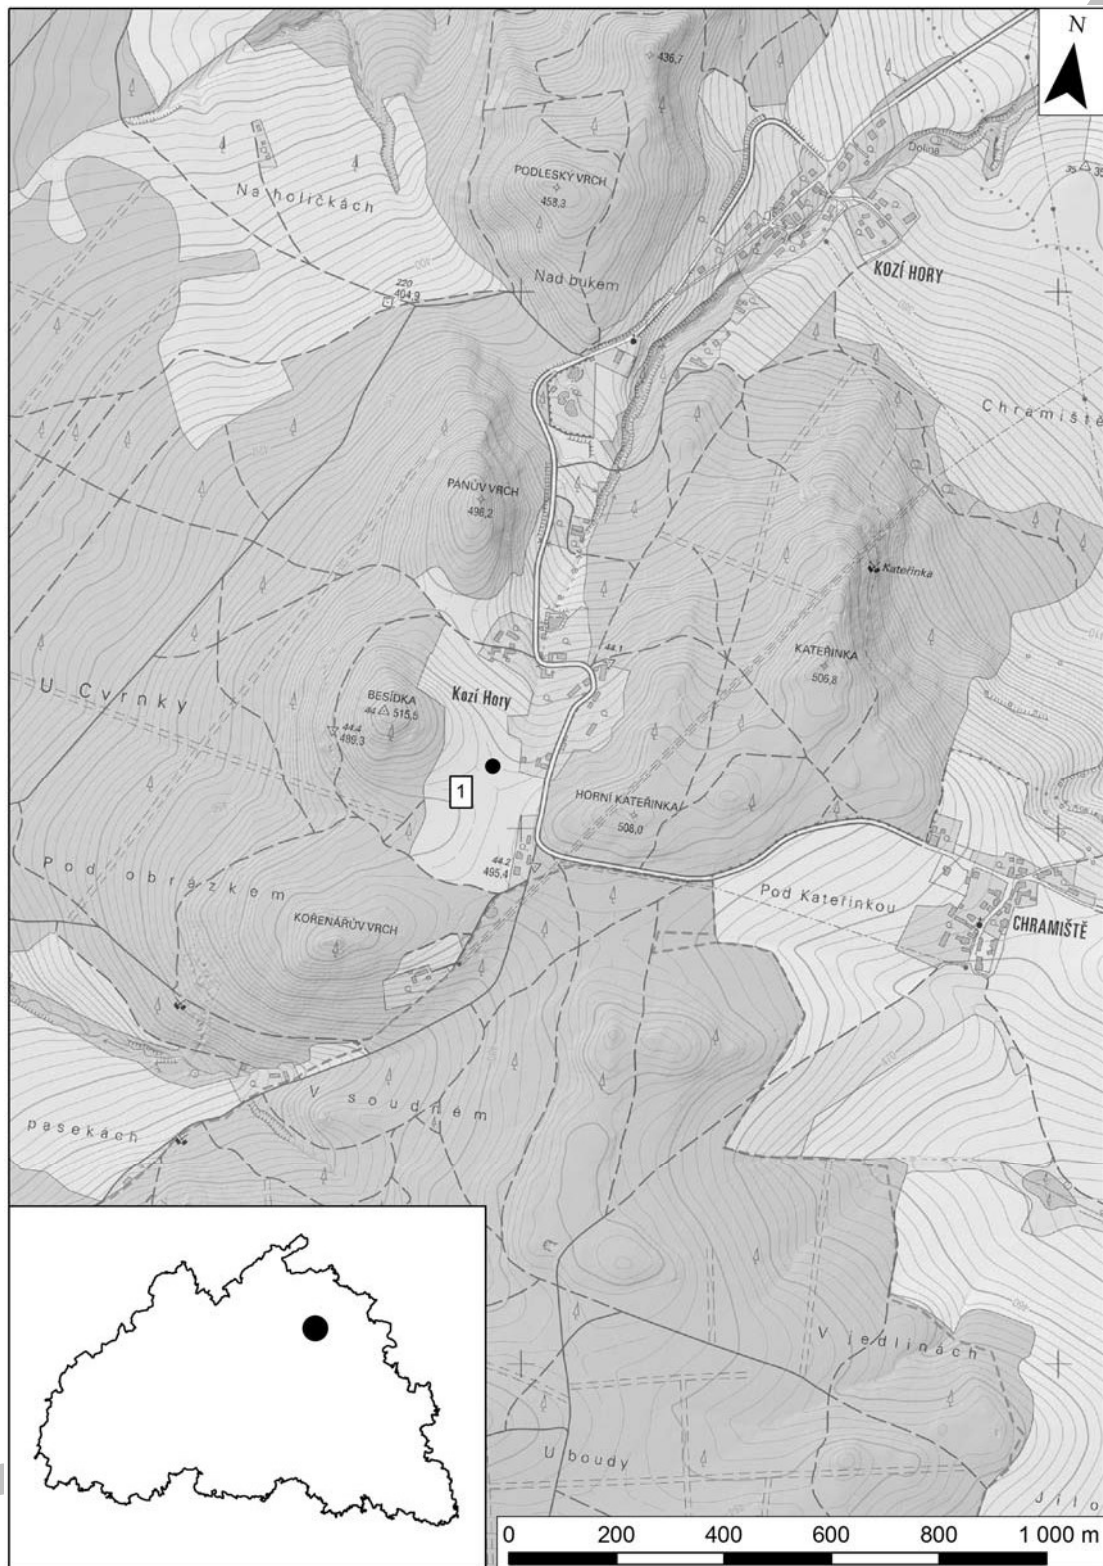 N
436,7
Dolina
35
PODLESKÝ VRCH
458,3
Na holičkách
KOZÍ HORY
Nad bukem
220
404,9
Chramiště
PÁNŮV VRCH
496,2
Kateřinka
44.1
KATEŘINKA
506,8
U Cvrnky
BESÍDKA
44 515,5
Kozí Hory
44.4
499,3
1
HORNÍ KATEŘINKA
508,0
44.2
495,4
Pod obrázkem
Pod Kateřinkou
KOŘENÁŘŮV VRCH
CHRAMIŠTĚ
V soudném
pasekách
V jedlinách
U boudy
Jílo
0 200 400 600 800 1 000 m